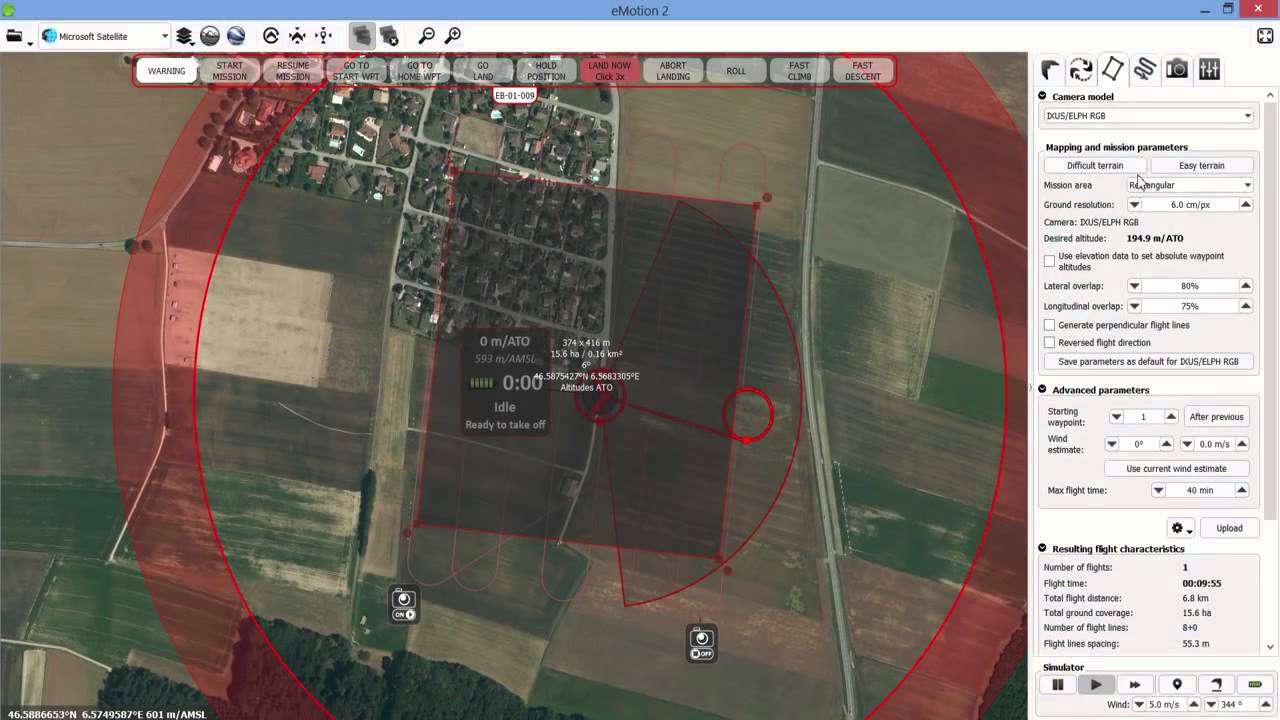 eMotion 2
Microsoft Satellite
WARNING
START MISSION
RESUME MISSION
GO TO START WPT
GO TO HOME WPT
GO LAND
HOLD POSITION
LAND NOW Click 3x
ABORT LANDING
ROLL
FAST CLIMB
FAST DESCENT
EB-01-009
0 m/ATO
593 m/AMSL
0:00
Idle
Ready to take off
374 x 416 m
15.6 ha / 0.16 km²
6º
46.5875427ºN 6.5683305ºE
Altitudes ATO
ON
OFF
46.5886653ºN 6.5749587ºE 601 m/AMSL
Camera model
IXUS/ELPH RGB
Mapping and mission parameters
Difficult terrain Easy terrain
Mission area Rectangular
Ground resolution: 6.0 cm/px
Camera: IXUS/ELPH RGB
Desired altitude: 194.9 m/ATO
Use elevation data to set absolute waypoint
altitudes
Lateral overlap: 80%
Longitudinal overlap: 75%
Generate perpendicular flight lines
Reversed flight direction
Save parameters as default for IXUS/ELPH RGB
Advanced parameters
Starting
waypoint: 1 After previous
Wind
estimate: 0º 0.0 m/s
Use current wind estimate
Max flight time: 40 min
Upload
Resulting flight characteristics
Number of flights: 1
Flight time: 00:09:55
Total flight distance: 6.8 km
Total ground coverage: 15.6 ha
Number of flight lines: 8+0
Flight lines spacing: 55.3 m
Simulator
Wind: 5.0 m/s 344 º